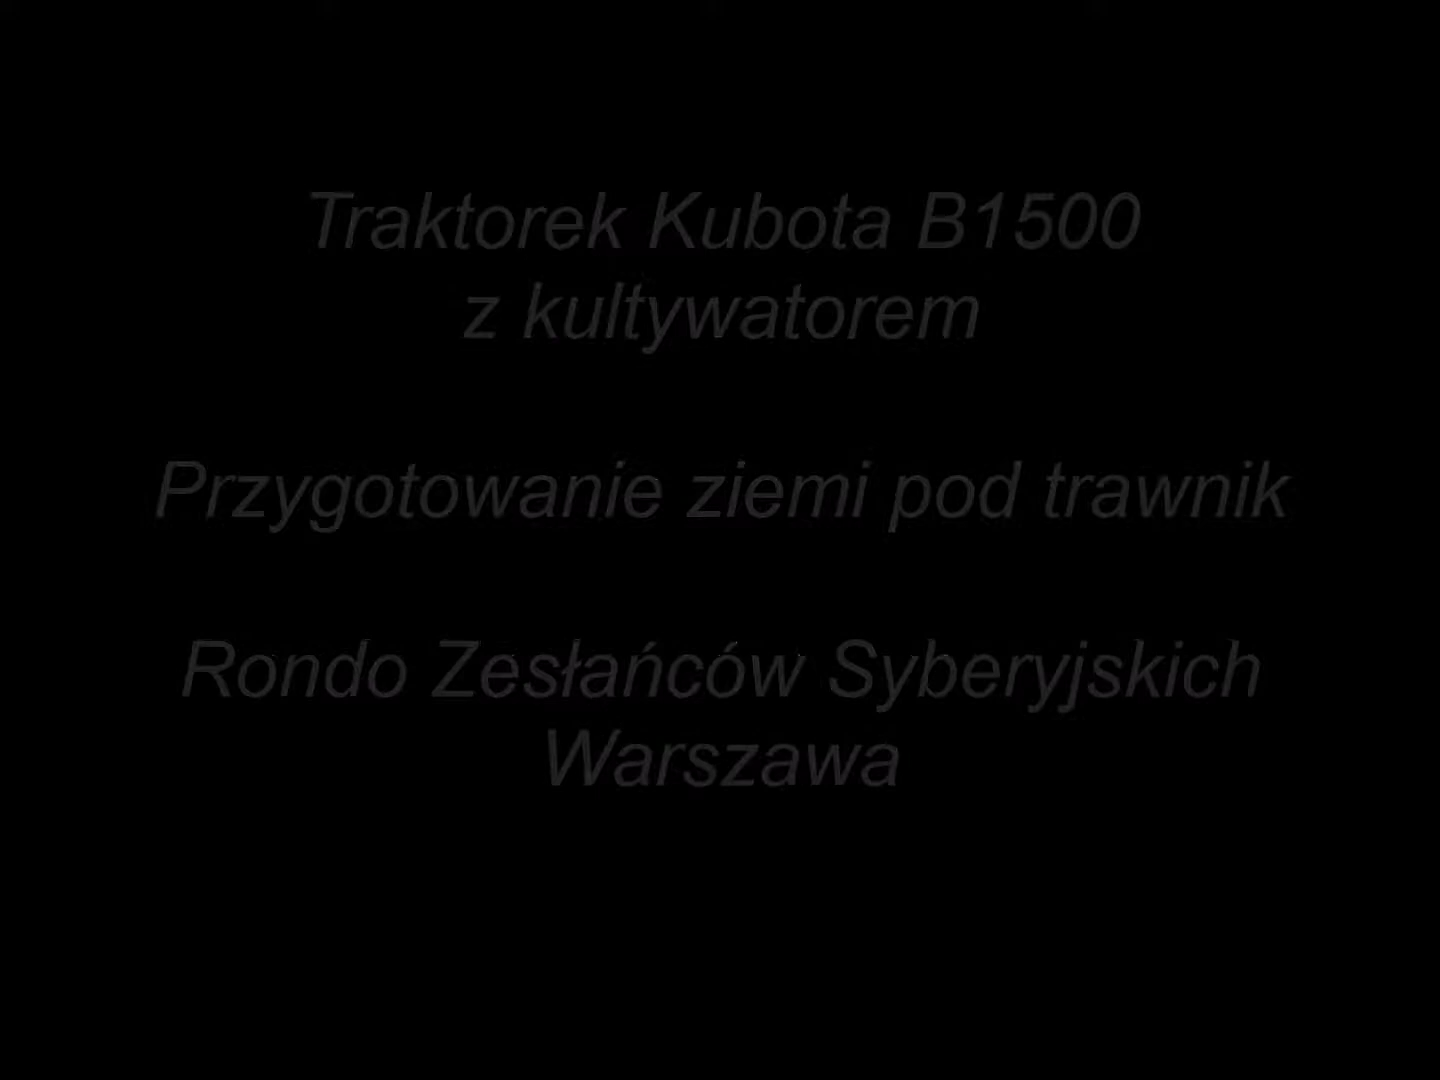 Traktorek Kubota B1500
z kultywatorem
Przygotowanie ziemi pod trawnik
Rondo Zesłańców Syberyjskich
Warszawa